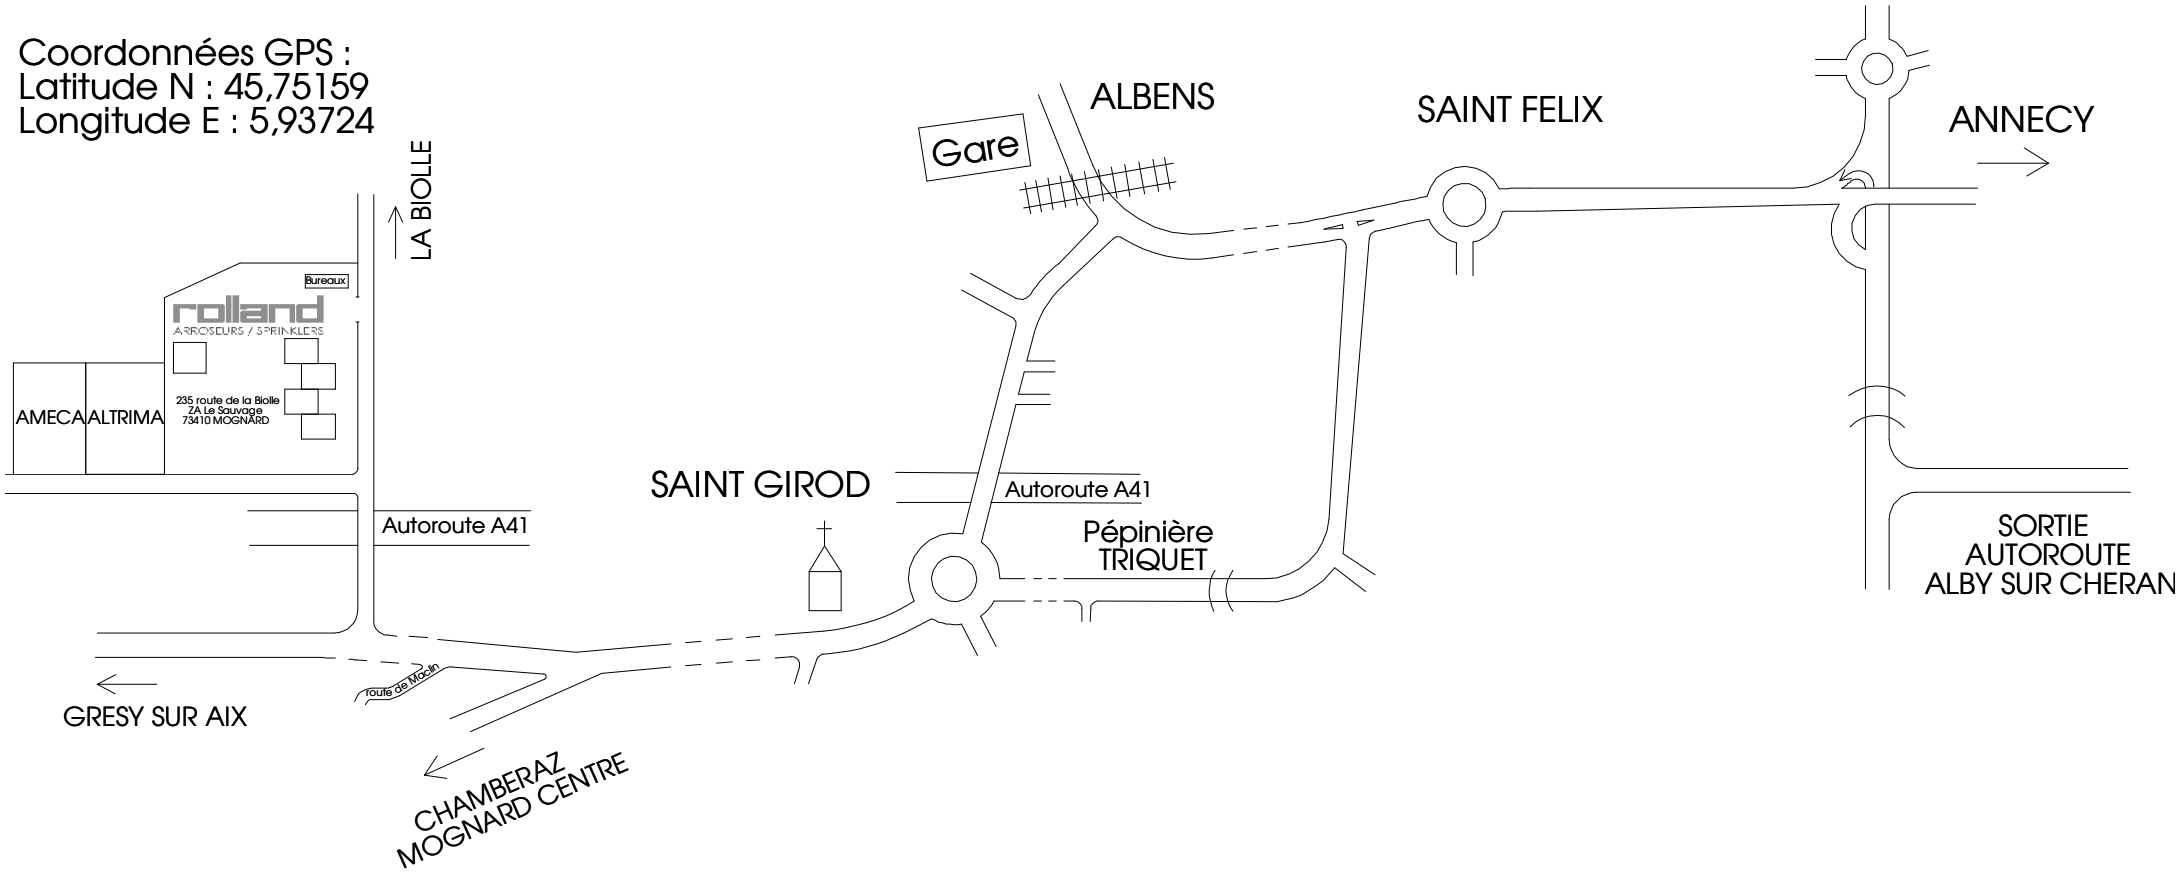 Coordonnées GPS :
Latitude N : 45,75159
Longitude E : 5,93724
LA BIOLLE
Bureaux
rolland
ARROSEURS / SPRINKLERS
235 route de la Biolle
ZA Le Sauvage
73410 MOGNARD
AMECA
ALTRIMA
Autoroute A41
GRESY SUR AIX
route de Maclin
CHAMBERAZ
MOGNARD CENTRE
SAINT GIROD
Gare
ALBENS
Autoroute A41
Pépinière
TRIQUET
SAINT FELIX
ANNECY
SORTIE
AUTOROUTE
ALBY SUR CHERAN